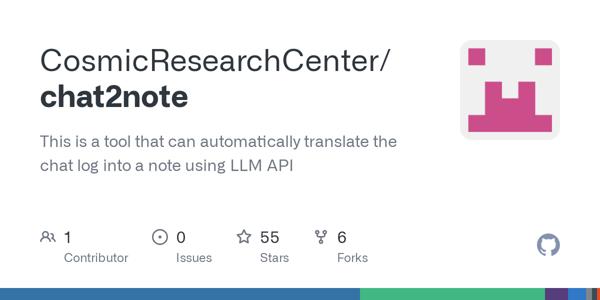 CosmicResearchCenter/
chat2note
This is a tool that can automatically translate the
chat log into a note using LLM API
1 0 55 6
Contributor Issues Stars Forks